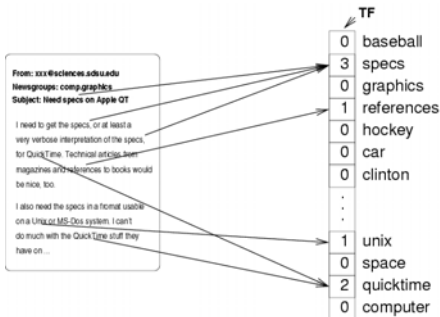 TF
From: xxx@sciences.sdsu.edu
Newsgroups: comp.graphics
Subject: Need specs on Apple QT
I need to get the specs, or at least a
very verbose interpretation of the specs,
for QuickTime. Technical articles from
magazines and references to books would
be nice, too.
I also need the specs in a fromat usable
on a Unix or MS-Dos system. I can't
do much with the QuickTime stuff they
have on ...
0 baseball
3 specs
0 graphics
1 references
0 hockey
0 car
0 clinton
1 unix
0 space
2 quicktime
0 computer